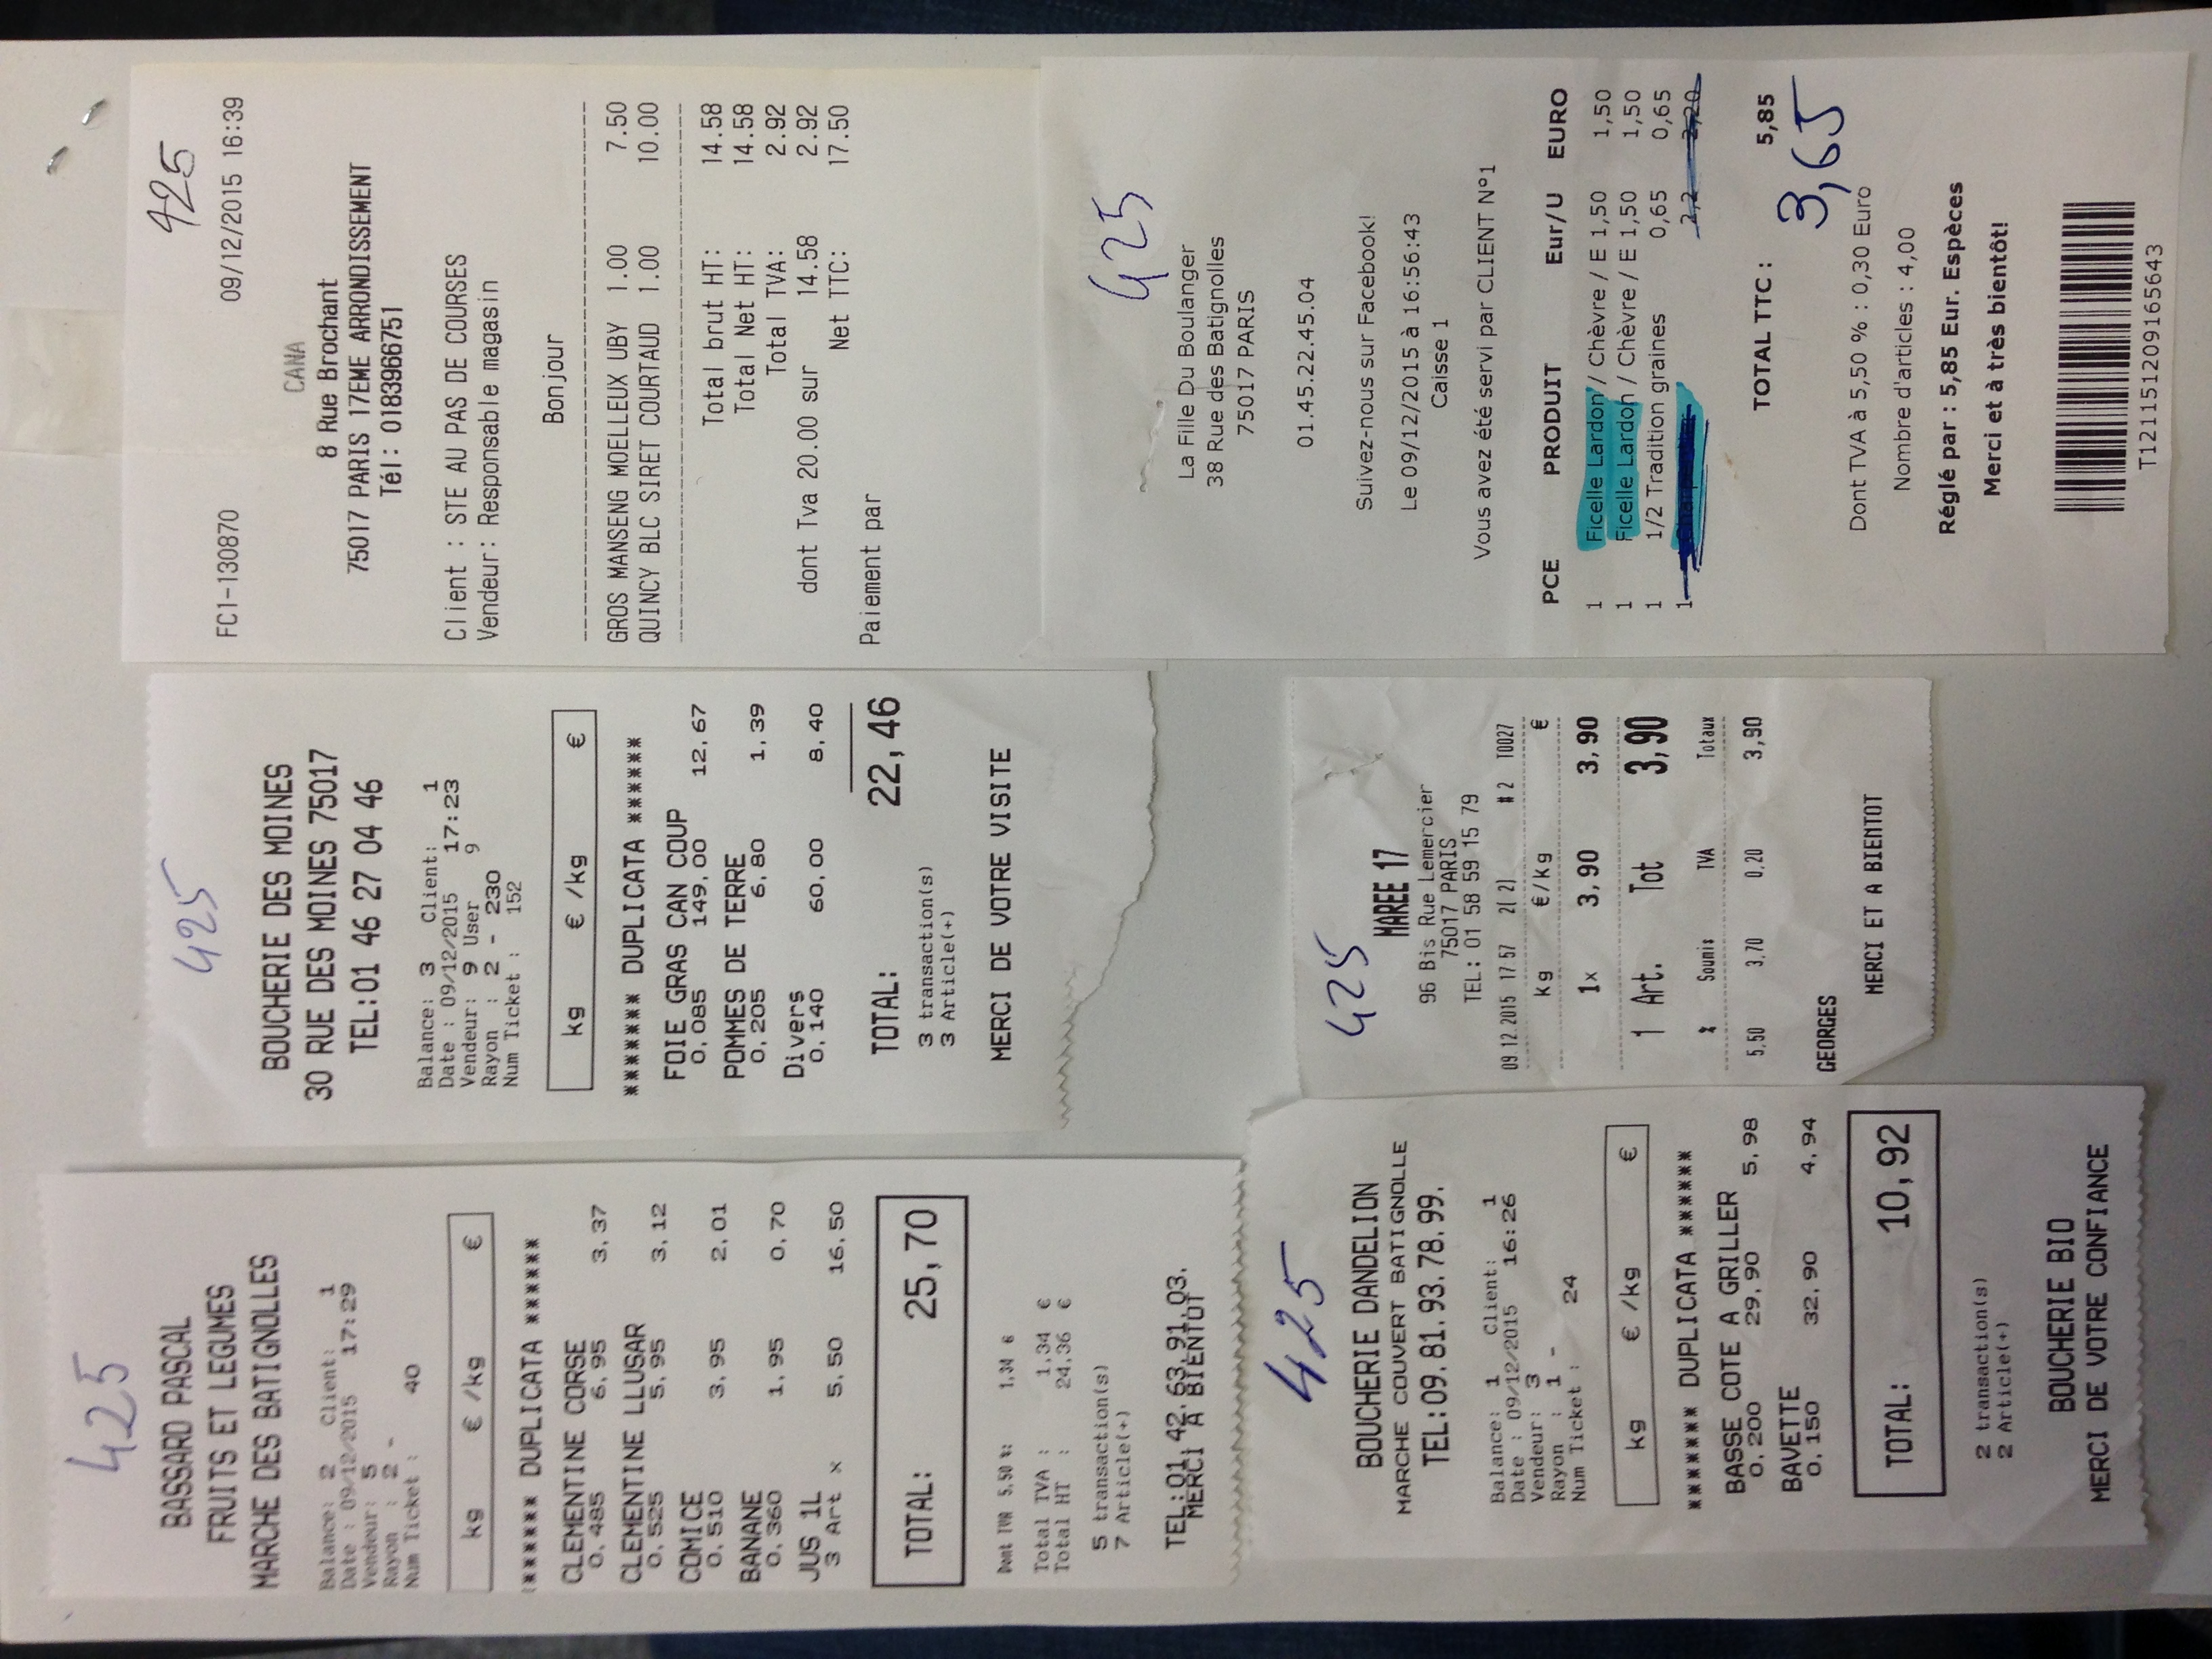 425
BASSARD PASCAL
FRUITS ET LEGUMES
MARCHE DES BATIGNOLLES
Balance: 2 Client: 1
Date : 09/12/2015 17:29
Vendeur: 5
Rayon : 2 -
Num Ticket : 40
kg € /kg €
****** DUPLICATA ******
CLEMENTINE CORSE
0,485 6,95 3,37
CLEMENTINE LLUSAR
0,525 5,95 3,12
COMICE
0,510 3,95 2,01
BANANE
0,360 1,95 0,70
JUS 1L
3 Art x 5,50 16,50
TOTAL: 25,70
Dont TVA 5,50 %: 1,34 €
Total TVA : 1,34 €
Total HT : 24,36 €
5 transaction(s)
7 Article(+)
TEL:01.42.63.91.03.
MERCI A BIENTOT
425
BOUCHERIE DES MOINES
30 RUE DES MOINES 75017
TEL:01 46 27 04 46
Balance: 3 Client: 1
Date : 09/12/2015 17:23
Vendeur: 9 User 9
Rayon : 2 - 230
Num Ticket : 152
kg € /kg €
******* DUPLICATA ******
FOIE GRAS CAN COUP
0,085 149,00 12,67
POMMES DE TERRE
0,205 6,80 1,39
Divers
0,140 60,00 8,40
TOTAL: 22,46
3 transaction(s)
3 Article(+)
MERCI DE VOTRE VISITE
425
FC1-130870 09/12/2015 16:39
CANA
8 Rue Brochant
75017 PARIS 17EME ARRONDISSEMENT
Tél: 0183966751
Client : STE AU PAS DE COURSES
Vendeur: Responsable magasin
Bonjour
GROS MANSENG MOELLEUX UBY 1.00 7.50
QUINCY BLC SIRET COURTAUD 1.00 10.00
Total brut HT: 14.58
Total Net HT: 14.58
Total TVA: 2.92
dont Tva 20.00 sur 14.58 2.92
Net TTC: 17.50
Paiement par
425
BOUCHERIE DANDELION
MARCHE COUVERT BATIGNOLLE
TEL:09.81.93.78.99.
Balance: 1 Client: 1
Date : 09/12/2015 16:26
Vendeur: 3
Rayon : 1 -
Num Ticket : 24
kg € /kg €
******* DUPLICATA ******
BASSE COTE A GRILLER
0,200 29,90 5,98
BAVETTE
0,150 32,90 4,94
TOTAL: 10,92
2 transaction(s)
2 Article(+)
BOUCHERIE BIO
MERCI DE VOTRE CONFIANCE
425
MAREE 17
96 Bis Rue Lemercier
75017 PARIS
TEL: 01 58 59 15 79
09.12.2015 17:57 2( 2) #2 T0027
kg €/kg €
1x 3,90 3,90
1 Art. Tot 3,90
% Soumis TVA Totaux
5,50 3,70 0,20 3,90
GEORGES
MERCI ET A BIENTOT
425
La Fille Du Boulanger
38 Rue des Batignolles
75017 PARIS
01.45.22.45.04
Suivez-nous sur Facebook!
Le 09/12/2015 à 16:56:43
Caisse 1
Vous avez été servi par CLIENT N°1
PCE PRODUIT Eur/U EURO
1 Ficelle Lardon / Chèvre / E 1,50 1,50
1 Ficelle Lardon / Chèvre / E 1,50 1,50
1 1/2 Tradition graines 0,65 0,65
1 2,2 2,20
TOTAL TTC : 5,85
3,65
Dont TVA à 5,50 % : 0,30 Euro
Nombre d'articles : 4,00
Réglé par : 5,85 Eur. Espèces
Merci et à très bientôt!
T121151209165643